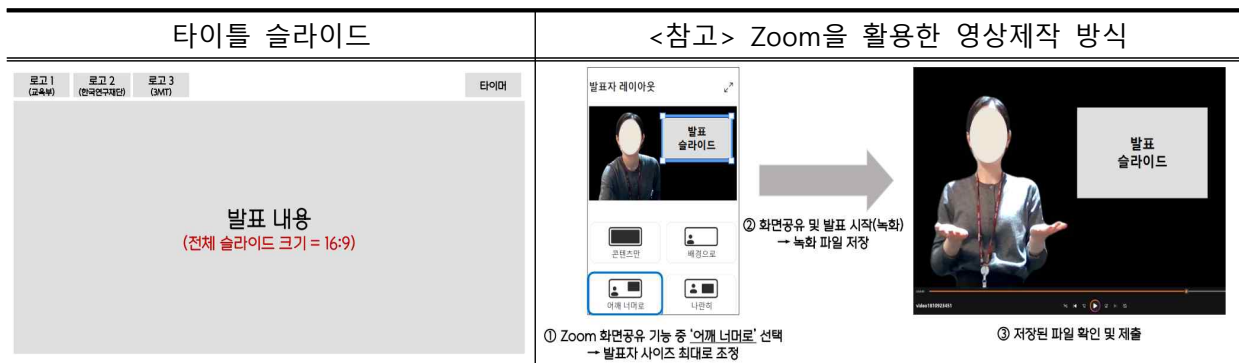 타이틀 슬라이드
<참고> Zoom을 활용한 영상제작 방식
로고 1
(교육부)
로고 2
(한국연구재단)
로고 3
(3MT)
타이머
발표 내용
(전체 슬라이드 크기 = 16:9)
발표자 레이아웃
발표
슬라이드
콘텐츠만
배경으로
어깨 너머로
나란히
① Zoom 화면공유 기능 중 '어깨 너머로' 선택
→ 발표자 사이즈 최대로 조정
② 화면공유 및 발표 시작(녹화)
→ 녹화 파일 저장
발표
슬라이드
video1810923451
③ 저장된 파일 확인 및 제출